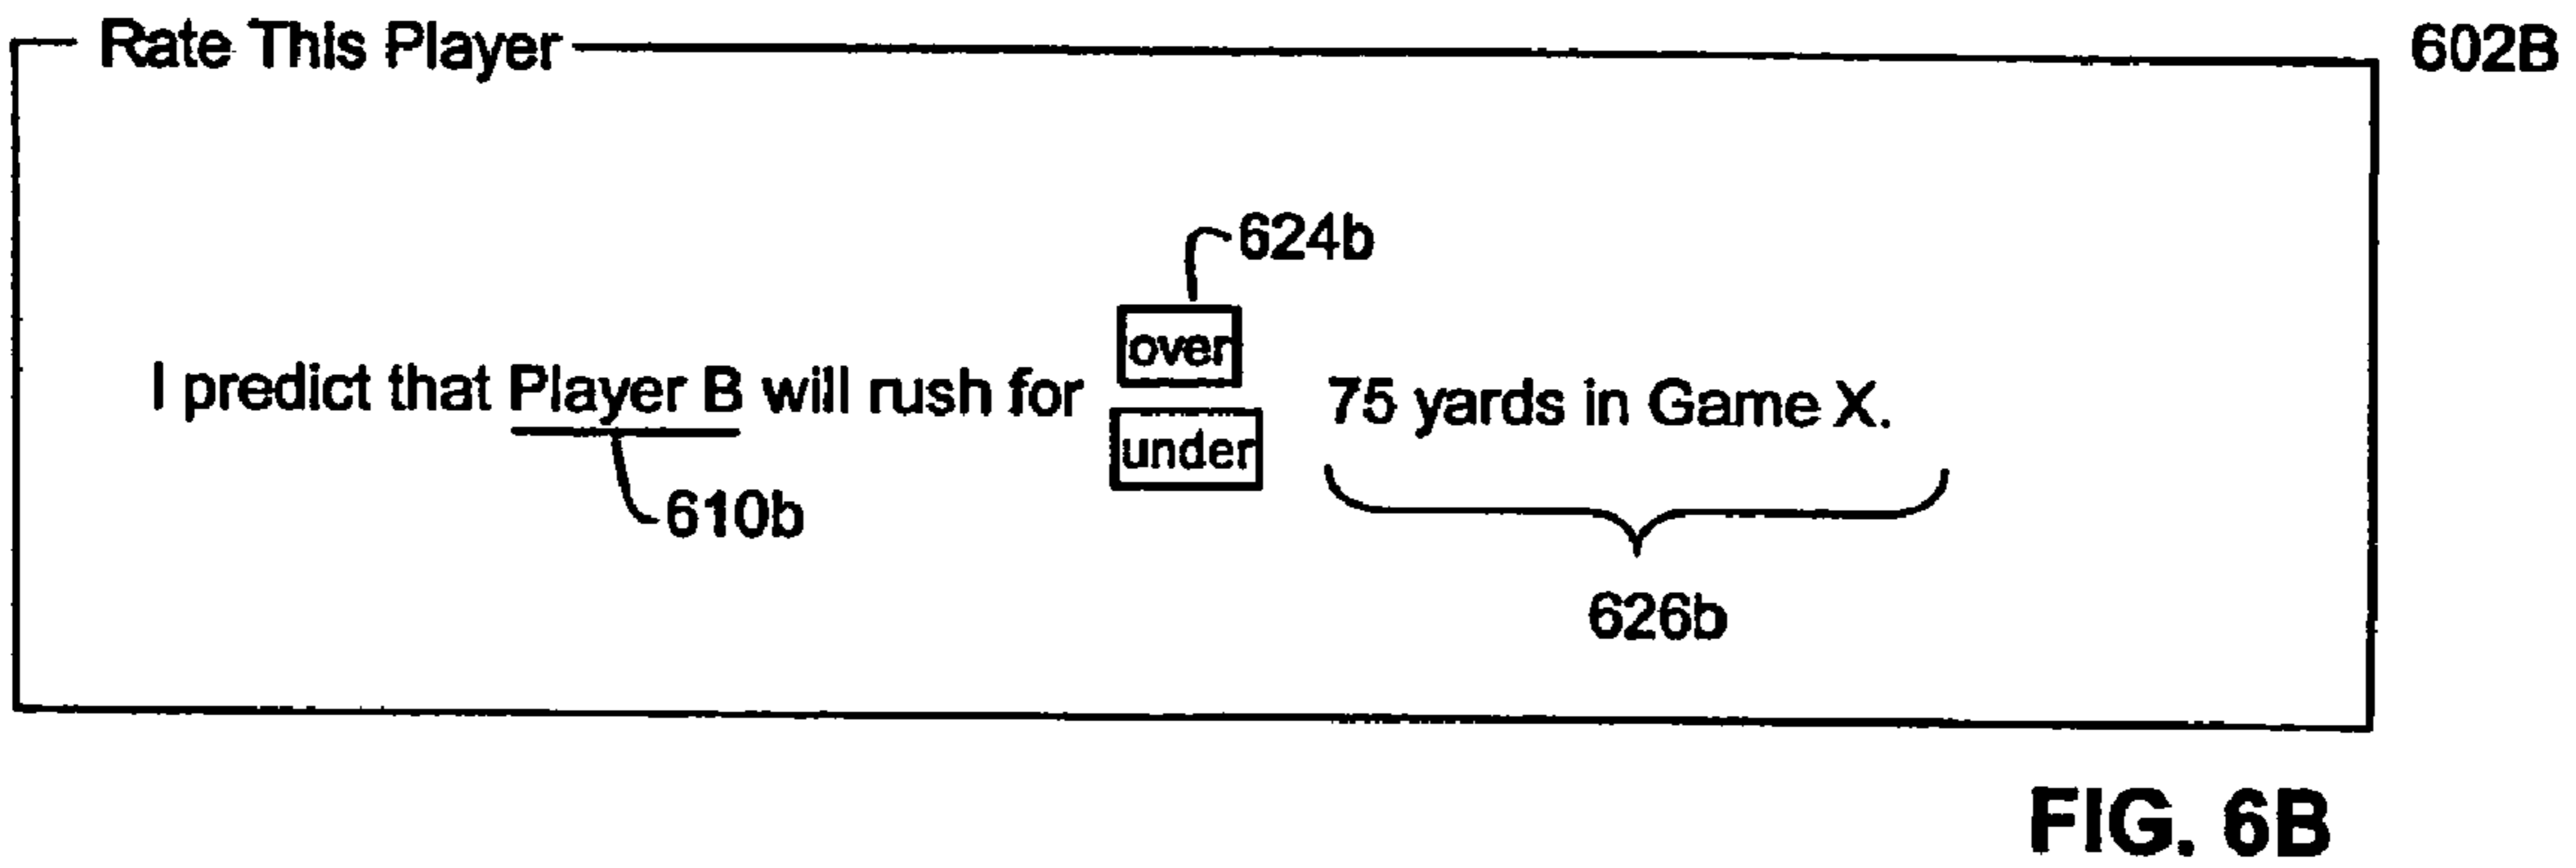 Rate This Player 602B
624b
over
I predict that Player B will rush for 75 yards in Game X.
under
610b
626b
FIG. 6B